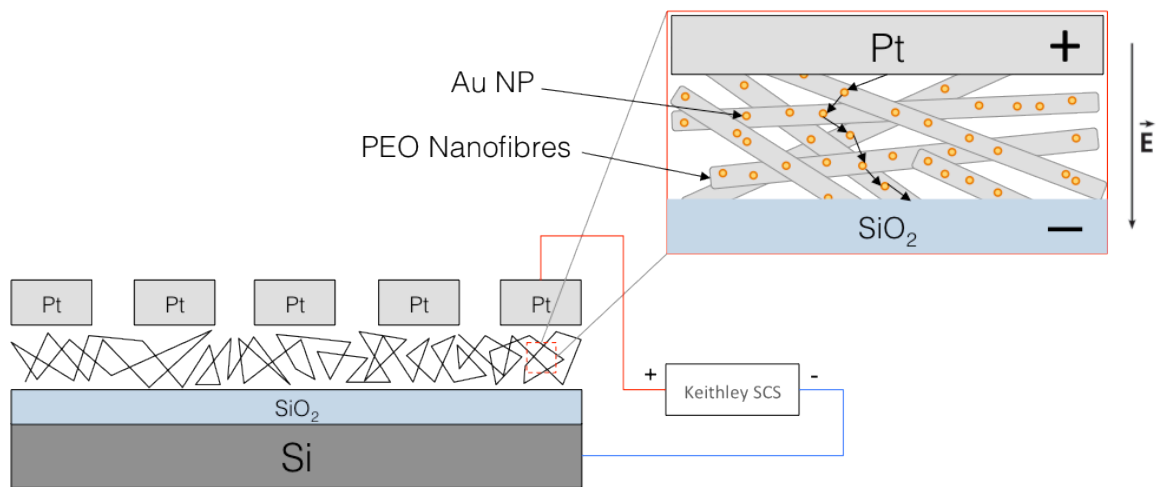 Pt +
Au NP
PEO Nanofibres
E
SiO₂ −
Pt Pt Pt Pt Pt
+ -
Keithley SCS
SiO₂
Si